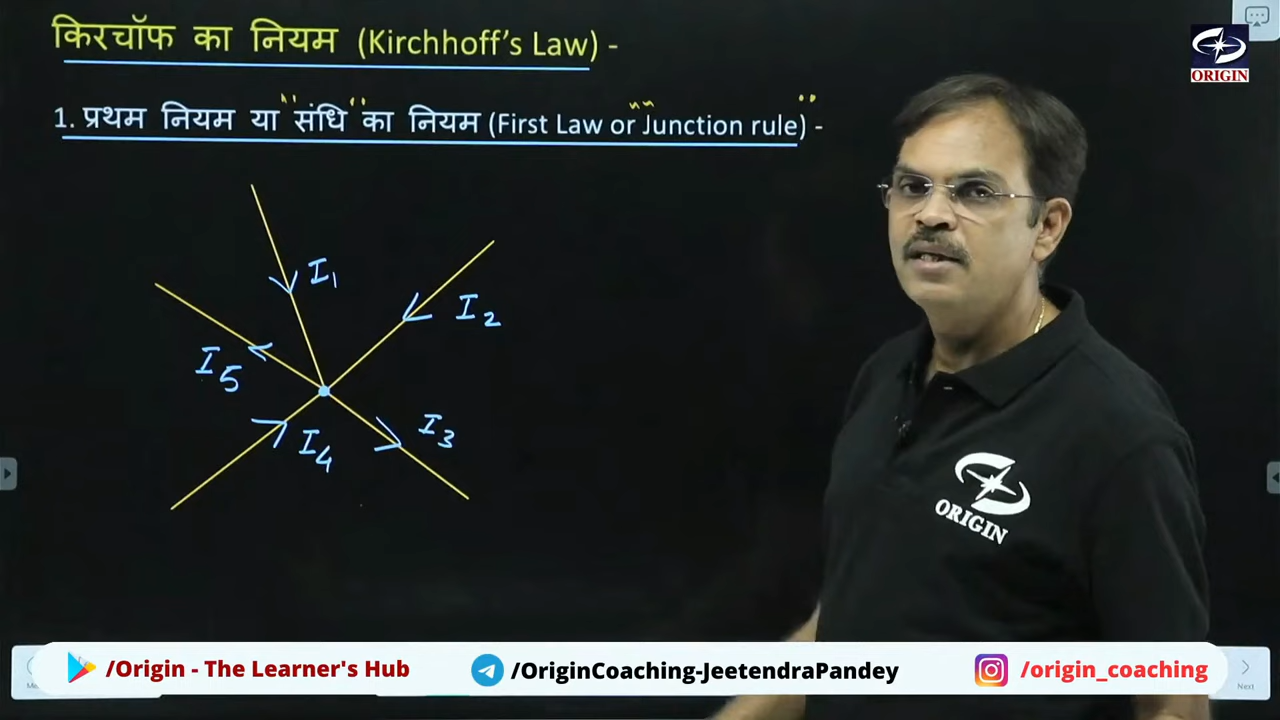 किरचॉफ का नियम (Kirchhoff's Law) -
ORIGIN
1. प्रथम नियम या "संधि" का नियम (First Law or "Junction rule)" -
I1
I2
I5
I3
I4
ORIGIN
/Origin - The Learner's Hub
/OriginCoaching-JeetendraPandey
/origin_coaching
Next